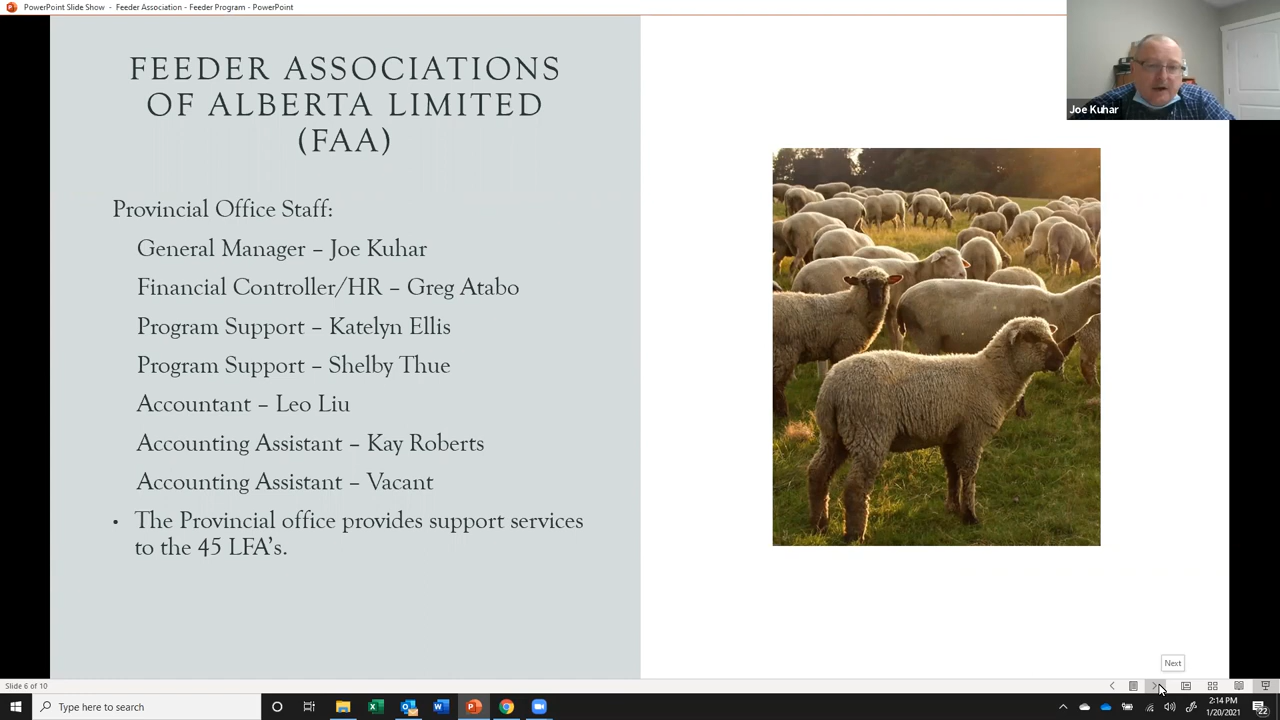 PowerPoint Slide Show - Feeder Association - Feeder Program - PowerPoint
FEEDER ASSOCIATIONS
OF ALBERTA LIMITED
(FAA)
Provincial Office Staff:
General Manager – Joe Kuhar
Financial Controller/HR – Greg Atabo
Program Support – Katelyn Ellis
Program Support – Shelby Thue
Accountant – Leo Liu
Accounting Assistant – Kay Roberts
Accounting Assistant – Vacant
• The Provincial office provides support services
to the 45 LFA's.
Joe Kuhar
Next
Slide 6 of 10
Type here to search
2:14 PM
1/20/2021
22